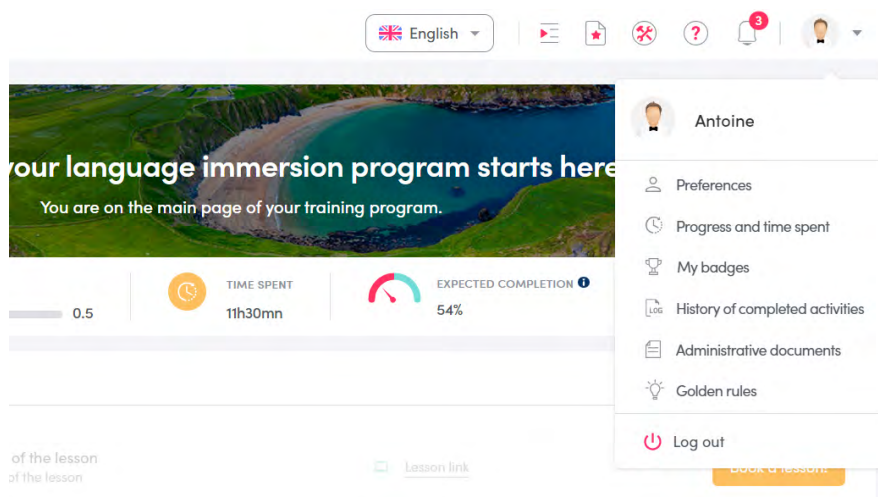 English
3
Antoine
your language immersion program starts here
You are on the main page of your training program.
Preferences
Progress and time spent
My badges
LOG
History of completed activities
Administrative documents
Golden rules
Log out
0.5
TIME SPENT
11h30mn
EXPECTED COMPLETION
54%
of the lesson
of the lesson
Lesson link
Book a lesson!